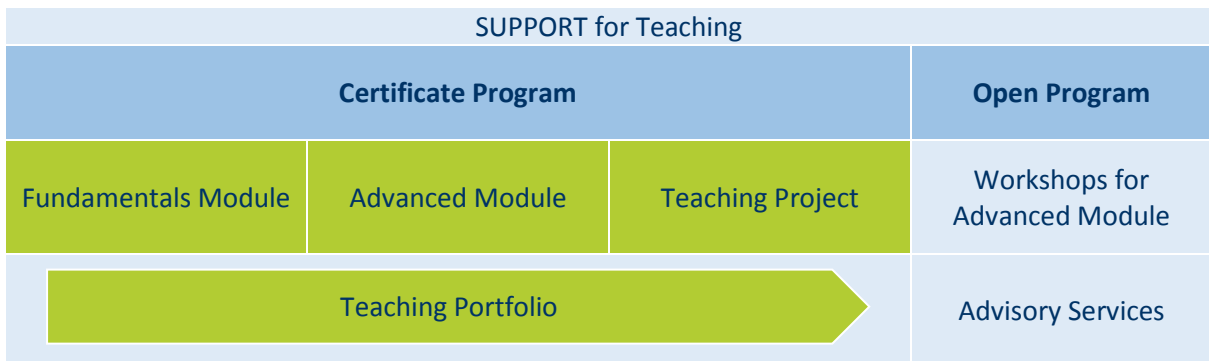 SUPPORT for Teaching
Certificate Program
Open Program
Fundamentals Module
Advanced Module
Teaching Project
Workshops for
Advanced Module
Teaching Portfolio
Advisory Services